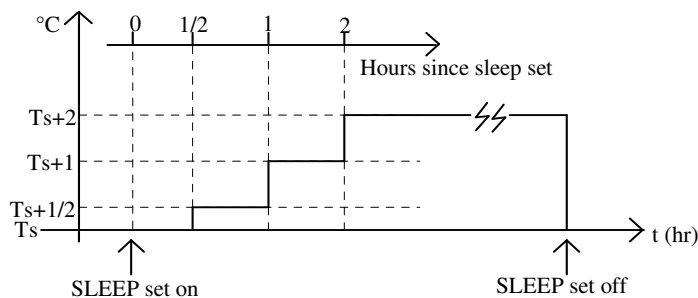 °C
0 1/2 1 2
Hours since sleep set
Ts+2
Ts+1
Ts+1/2
Ts
t (hr)
SLEEP set on
SLEEP set off